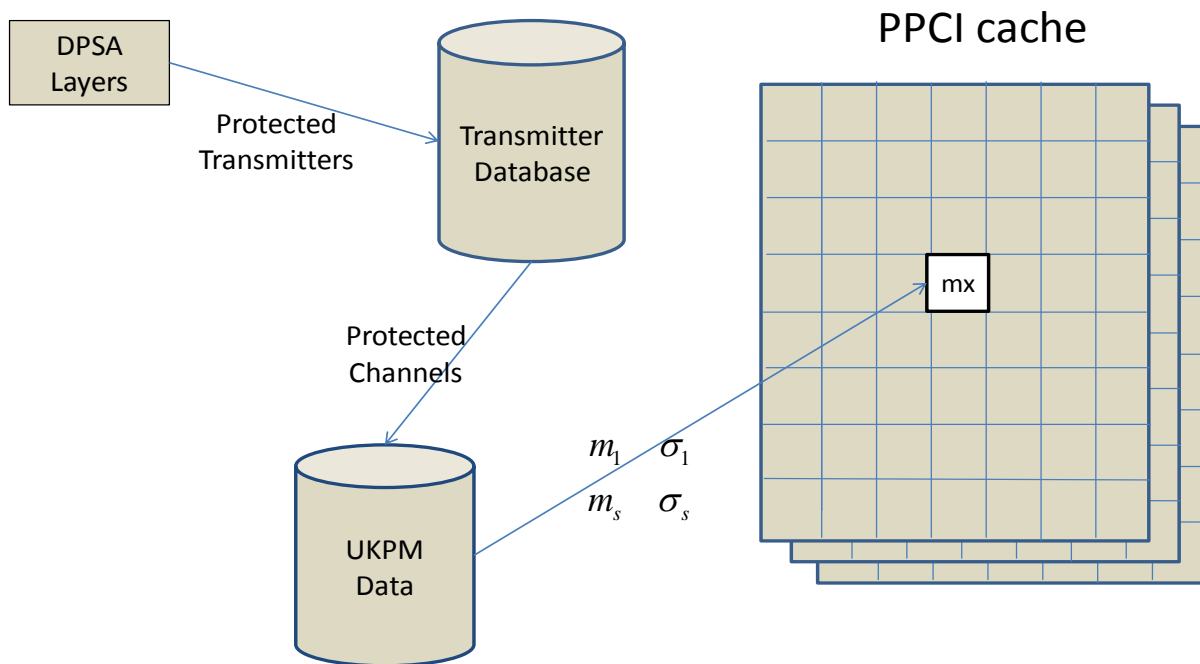 DPSA
Layers
Protected
Transmitters
Transmitter
Database
PPCI cache
mx
Protected
Channels
m₁ σ₁
mₛ σₛ
UKPM
Data